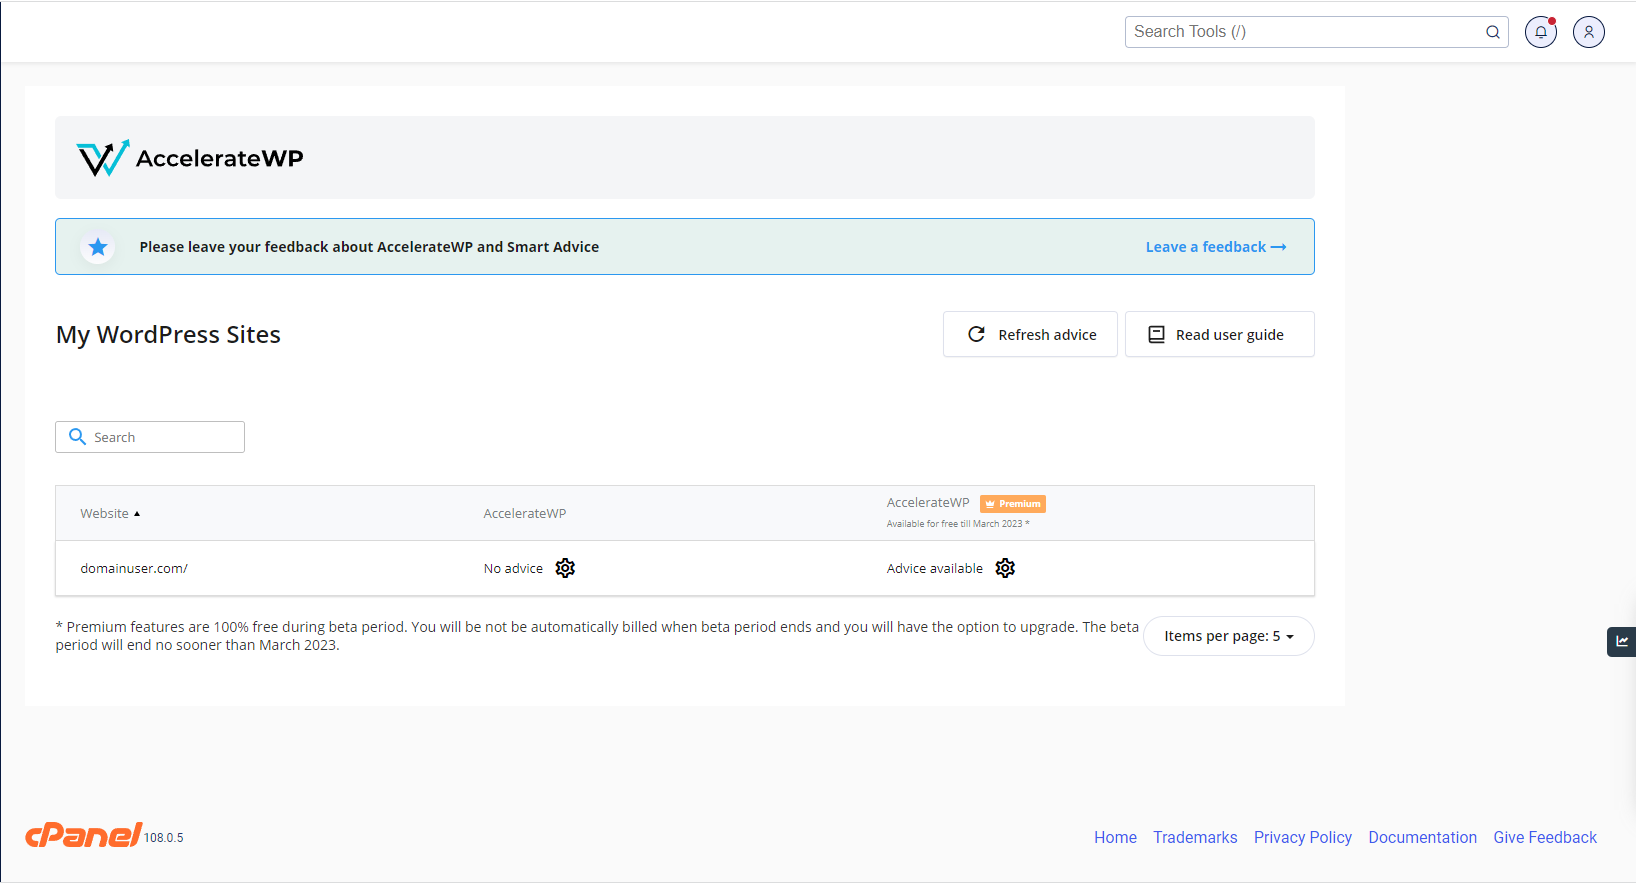 Search Tools (/)
AccelerateWP
Please leave your feedback about AccelerateWP and Smart Advice
Leave a feedback →
My WordPress Sites
Refresh advice
Read user guide
Search
Website ▲
AccelerateWP
AccelerateWP Premium
Available for free till March 2023 *
domainuser.com/
No advice
Advice available
* Premium features are 100% free during beta period. You will be not be automatically billed when beta period ends and you will have the option to upgrade. The beta
period will end no sooner than March 2023.
Items per page: 5
cPanel 108.0.5
Home Trademarks Privacy Policy Documentation Give Feedback